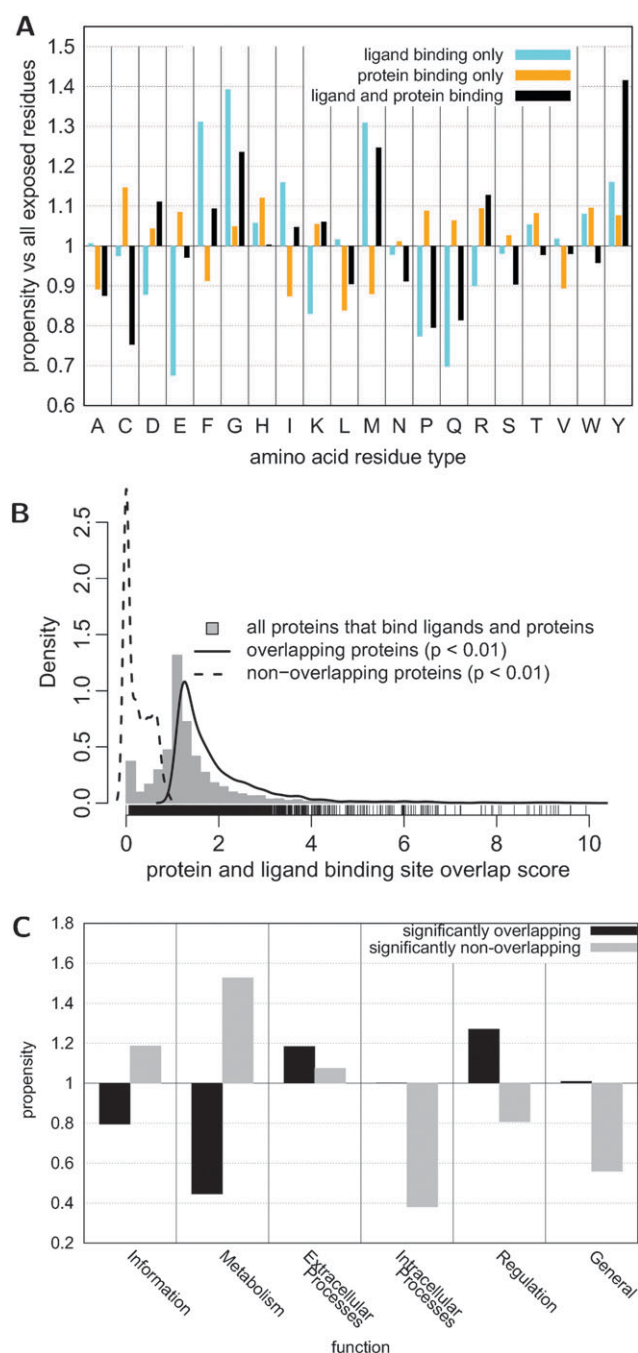 A
1.5
1.4
1.3
1.2
1.1
1
0.9
0.8
0.7
0.6
propensity vs all exposed residues
ligand binding only
protein binding only
ligand and protein binding
A C D E F G H I K L M N P Q R S T V W Y
amino acid residue type
B
2.5
2.0
1.5
1.0
0.5
0.0
Density
all proteins that bind ligands and proteins
overlapping proteins (p < 0.01)
non−overlapping proteins (p < 0.01)
0 2 4 6 8 10
protein and ligand binding site overlap score
C
1.8
1.6
1.4
1.2
1
0.8
0.6
0.4
0.2
propensity
significantly overlapping
significantly non-overlapping
Information
Metabolism
Extracellular
Processes
Intracellular
Processes
Regulation
General
function